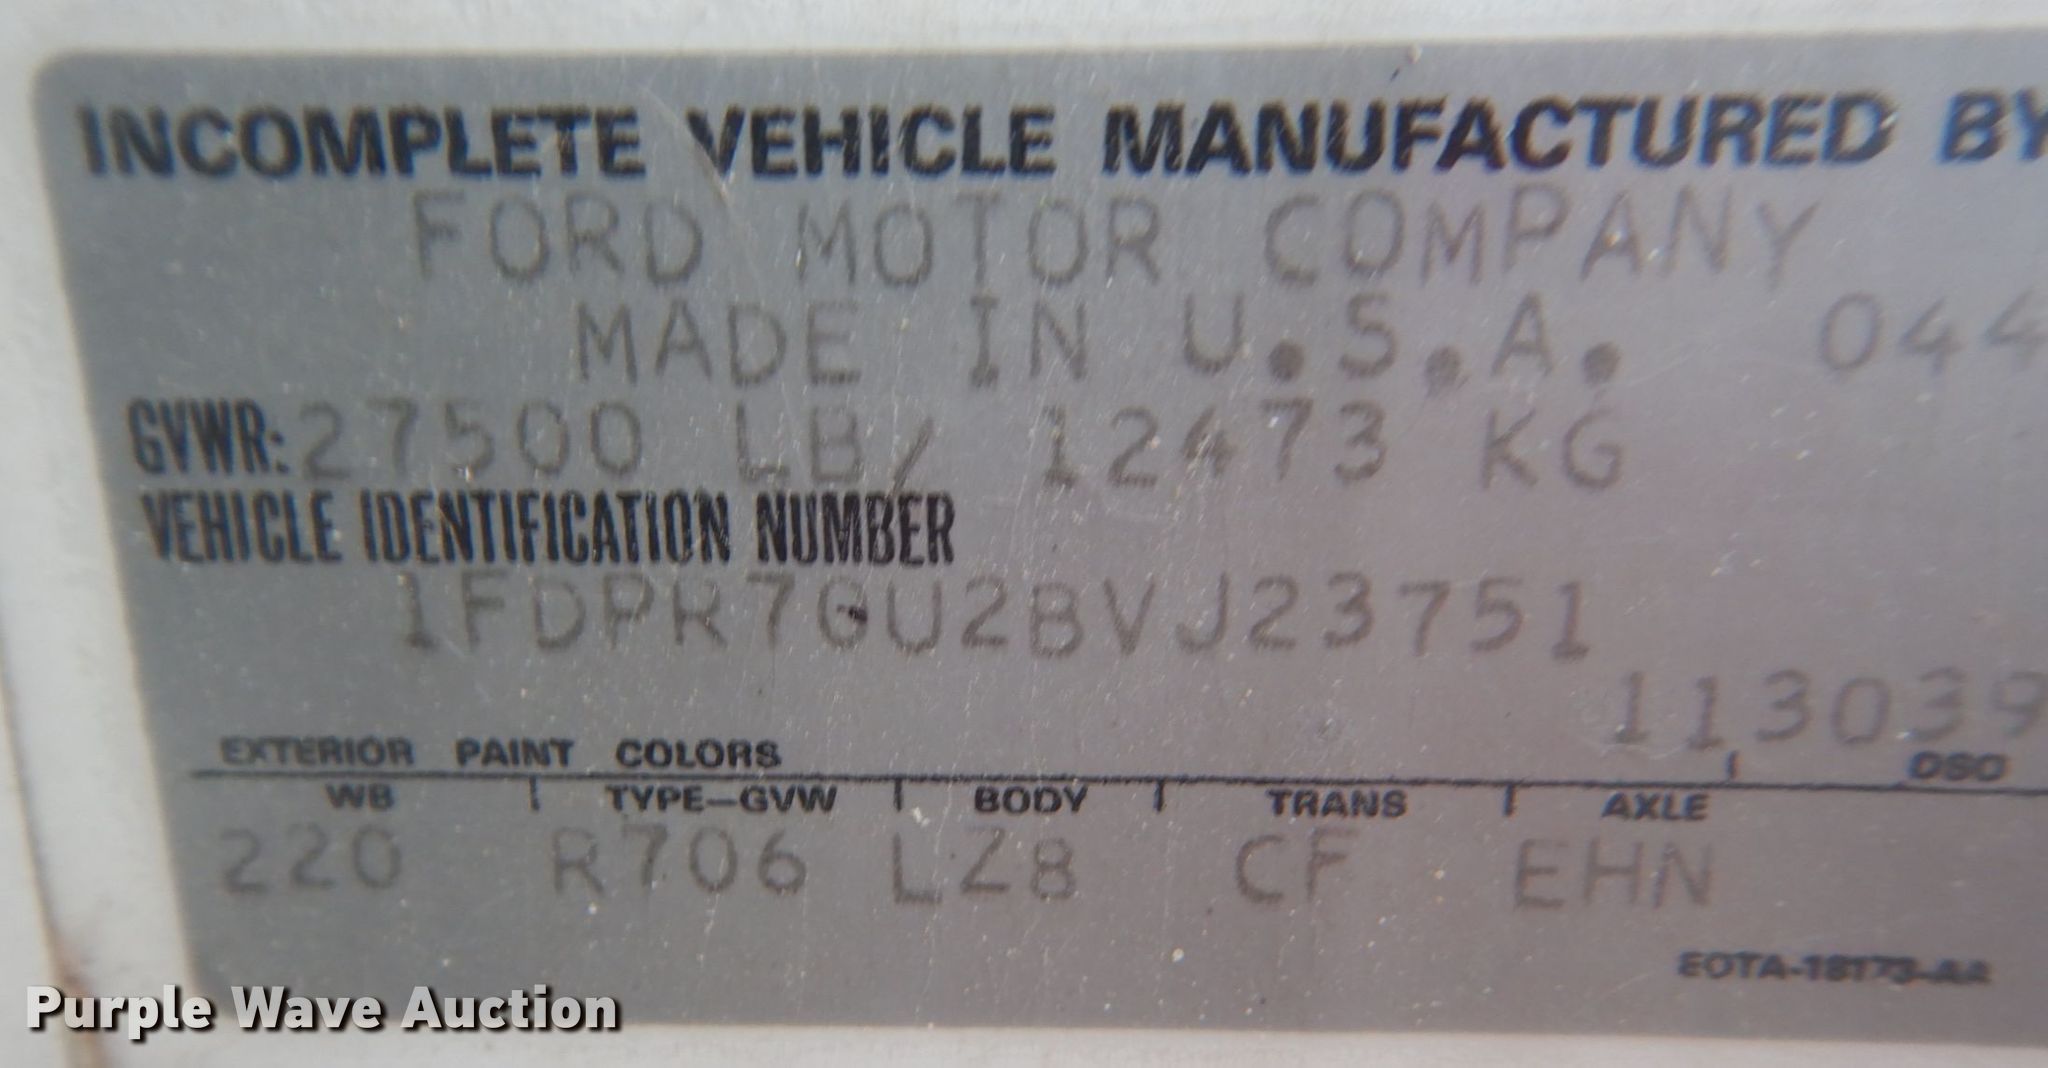 INCOMPLETE VEHICLE MANUFACTURED BY
FORD MOTOR COMPANY
MADE IN U.S.A. 044
GVWR: 27500 LB/ 12473 KG
VEHICLE IDENTIFICATION NUMBER
1FDPR7GU2BVJ23751
113039
EXTERIOR PAINT COLORS DSO
WB TYPE-GVW BODY TRANS AXLE
220 R706 LZ8 CF EHN
EOTA-18173-AA
Purple Wave Auction